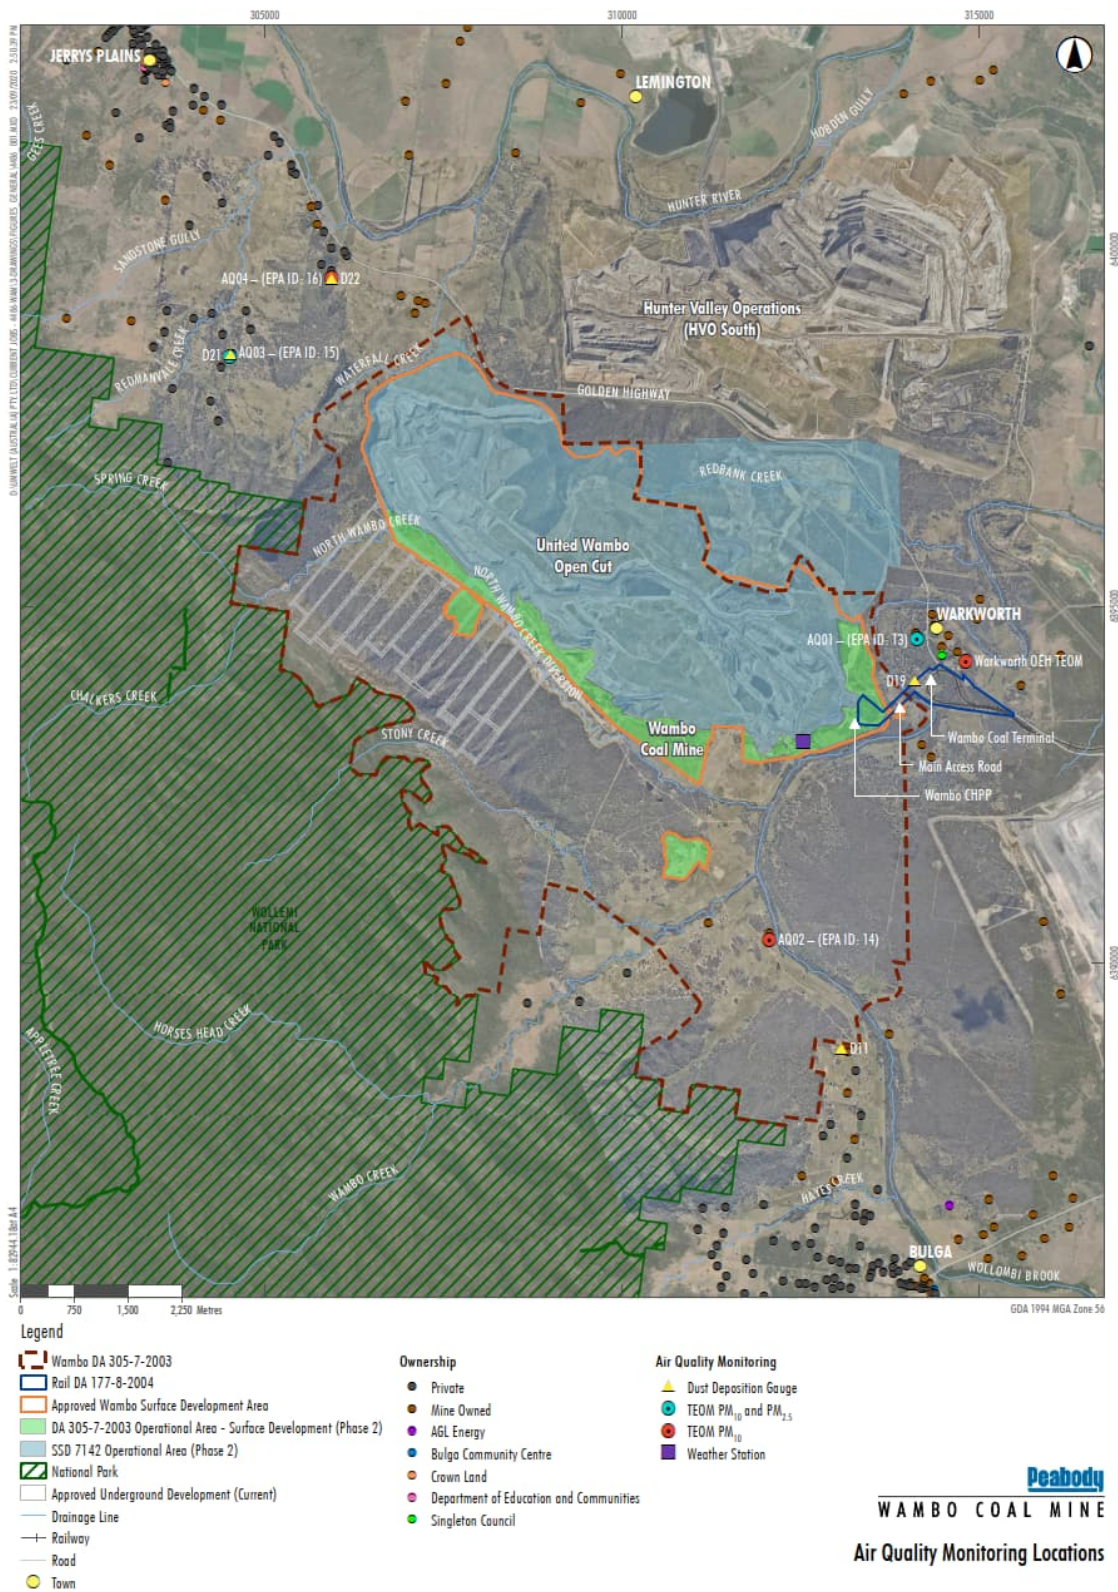 305000
310000
315000
JERRYS PLAINS
LEMINGTON
GEES CREEK
HOBDEN GULLY
HUNTER RIVER
SANDSTONE GULLY
6400000
AQ04 – (EPA ID: 16)
D22
Hunter Valley Operations
(HVO South)
D21
AQ03 – (EPA ID: 15)
REDMANVALE CREEK
WATERFALL CREEK
GOLDEN HIGHWAY
SPRING CREEK
REDBANK CREEK
NORTH WAMBO CREEK
United Wambo
Open Cut
NORTH WAMBO CREEK DIVERSION
6395000
WARKWORTH
AQ01 – (EPA ID: 13)
Warkworth OEH TEOM
D19
CHALKERS CREEK
STONY CREEK
Wambo
Coal Mine
Wambo Coal Terminal
Main Access Road
Wambo CHPP
WOLLEMI
NATIONAL
PARK
AQ02 – (EPA ID: 14)
6390000
HORSES HEAD CREEK
APPLETREE CREEK
D11
WAMBO CREEK
HAYES CREEK
BULGA
WOLLOMBI BROOK
0 750 1,500 2,250 Metres
GDA 1994 MGA Zone 56
Legend
Wambo DA 305-7-2003
Rail DA 177-8-2004
Approved Wambo Surface Development Area
DA 305-7-2003 Operational Area - Surface Development (Phase 2)
SSD 7142 Operational Area (Phase 2)
National Park
Approved Underground Development (Current)
Drainage Line
Railway
Road
Town
Ownership
Private
Mine Owned
AGL Energy
Bulga Community Centre
Crown Land
Department of Education and Communities
Singleton Council
Air Quality Monitoring
Dust Deposition Gauge
TEOM PM10 and PM2.5
TEOM PM10
Weather Station
Peabody
WAMBO COAL MINE
Air Quality Monitoring Locations